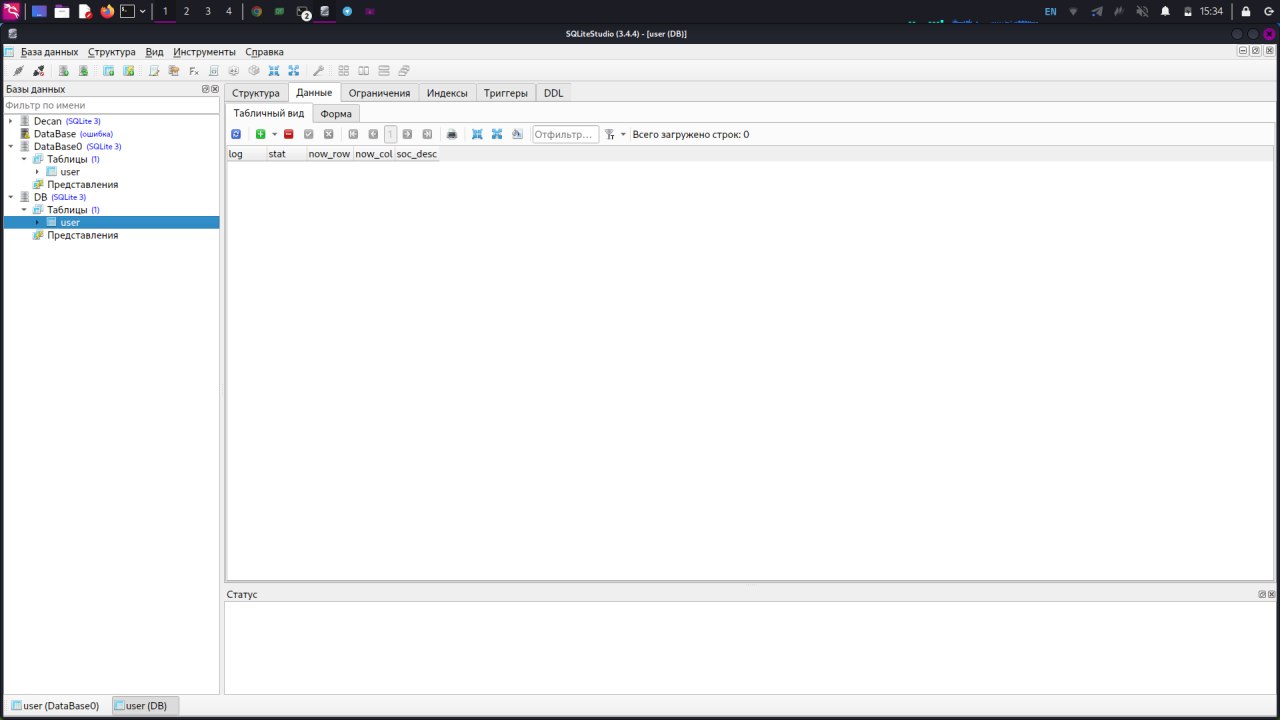 1 2 3 4
2
EN
15:34
SQLiteStudio (3.4.4) - [user (DB)]
База данных Структура Вид Инструменты Справка
Базы данных
Фильтр по имени
Decan (SQLite 3)
DataBase (ошибка)
DataBase0 (SQLite 3)
Таблицы (1)
user
Представления
DB (SQLite 3)
Таблицы (1)
user
Представления
Структура Данные Ограничения Индексы Триггеры DDL
Табличный вид Форма
1 Отфильтр... Всего загружено строк: 0
log stat now_row now_col soc_desc
Статус
user (DataBase0) user (DB)